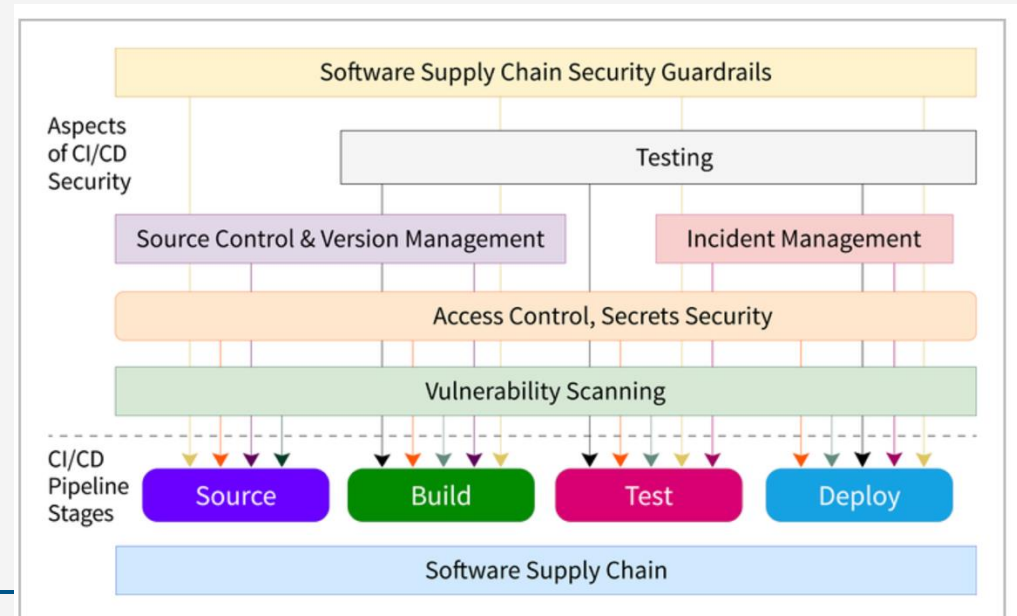 Software Supply Chain Security Guardrails
Aspects
of CI/CD
Security
Testing
Source Control & Version Management
Incident Management
Access Control, Secrets Security
Vulnerability Scanning
CI/CD
Pipeline
Stages
Source
Build
Test
Deploy
Software Supply Chain